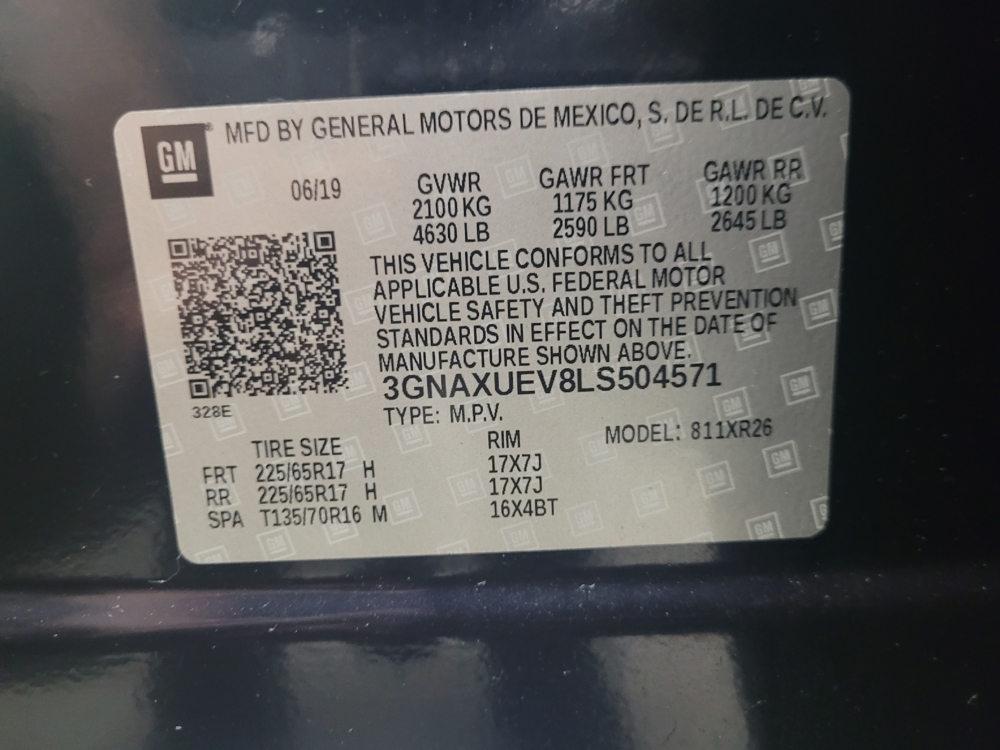 GM
MFD BY GENERAL MOTORS DE MEXICO, S. DE R.L. DE C.V.
06/19
GVWR GAWR FRT GAWR RR
2100 KG 1175 KG 1200 KG
4630 LB 2590 LB 2645 LB
THIS VEHICLE CONFORMS TO ALL
APPLICABLE U.S. FEDERAL MOTOR
VEHICLE SAFETY AND THEFT PREVENTION
STANDARDS IN EFFECT ON THE DATE OF
MANUFACTURE SHOWN ABOVE.
3GNAXUEV8LS504571
328E
TYPE: M.P.V.
MODEL: 811XR26
TIRE SIZE RIM
FRT 225/65R17 H 17X7J
RR 225/65R17 H 17X7J
SPA T135/70R16 M 16X4BT